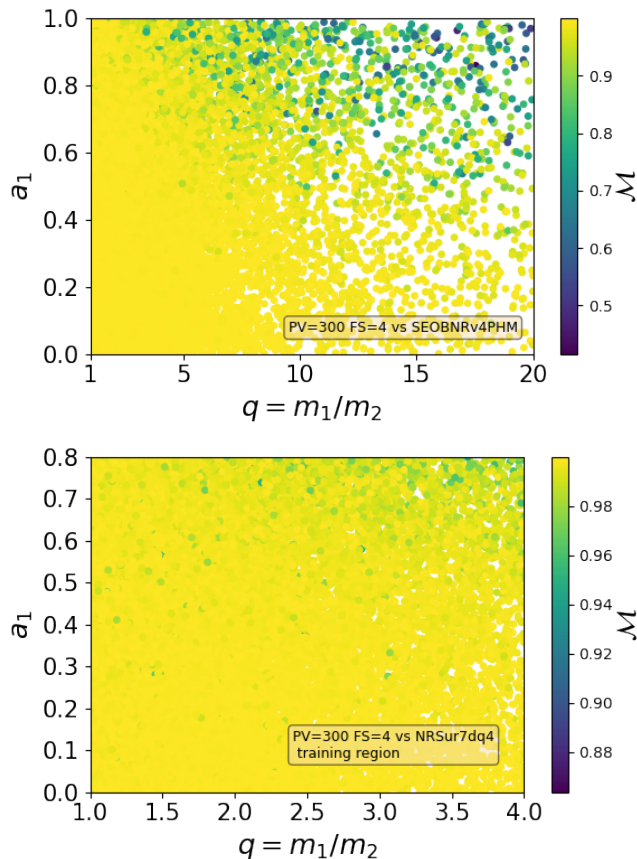 1.0
0.8
0.6
0.4
0.2
0.0
a₁
1 5 10 15 20
q = m₁/m₂
PV=300 FS=4 vs SEOBNRv4PHM
0.9
0.8
0.7
0.6
0.5
ℳ
0.8
0.7
0.6
0.5
0.4
0.3
0.2
0.1
0.0
a₁
1.0 1.5 2.0 2.5 3.0 3.5 4.0
q = m₁/m₂
PV=300 FS=4 vs NRSur7dq4
training region
0.98
0.96
0.94
0.92
0.90
0.88
ℳ